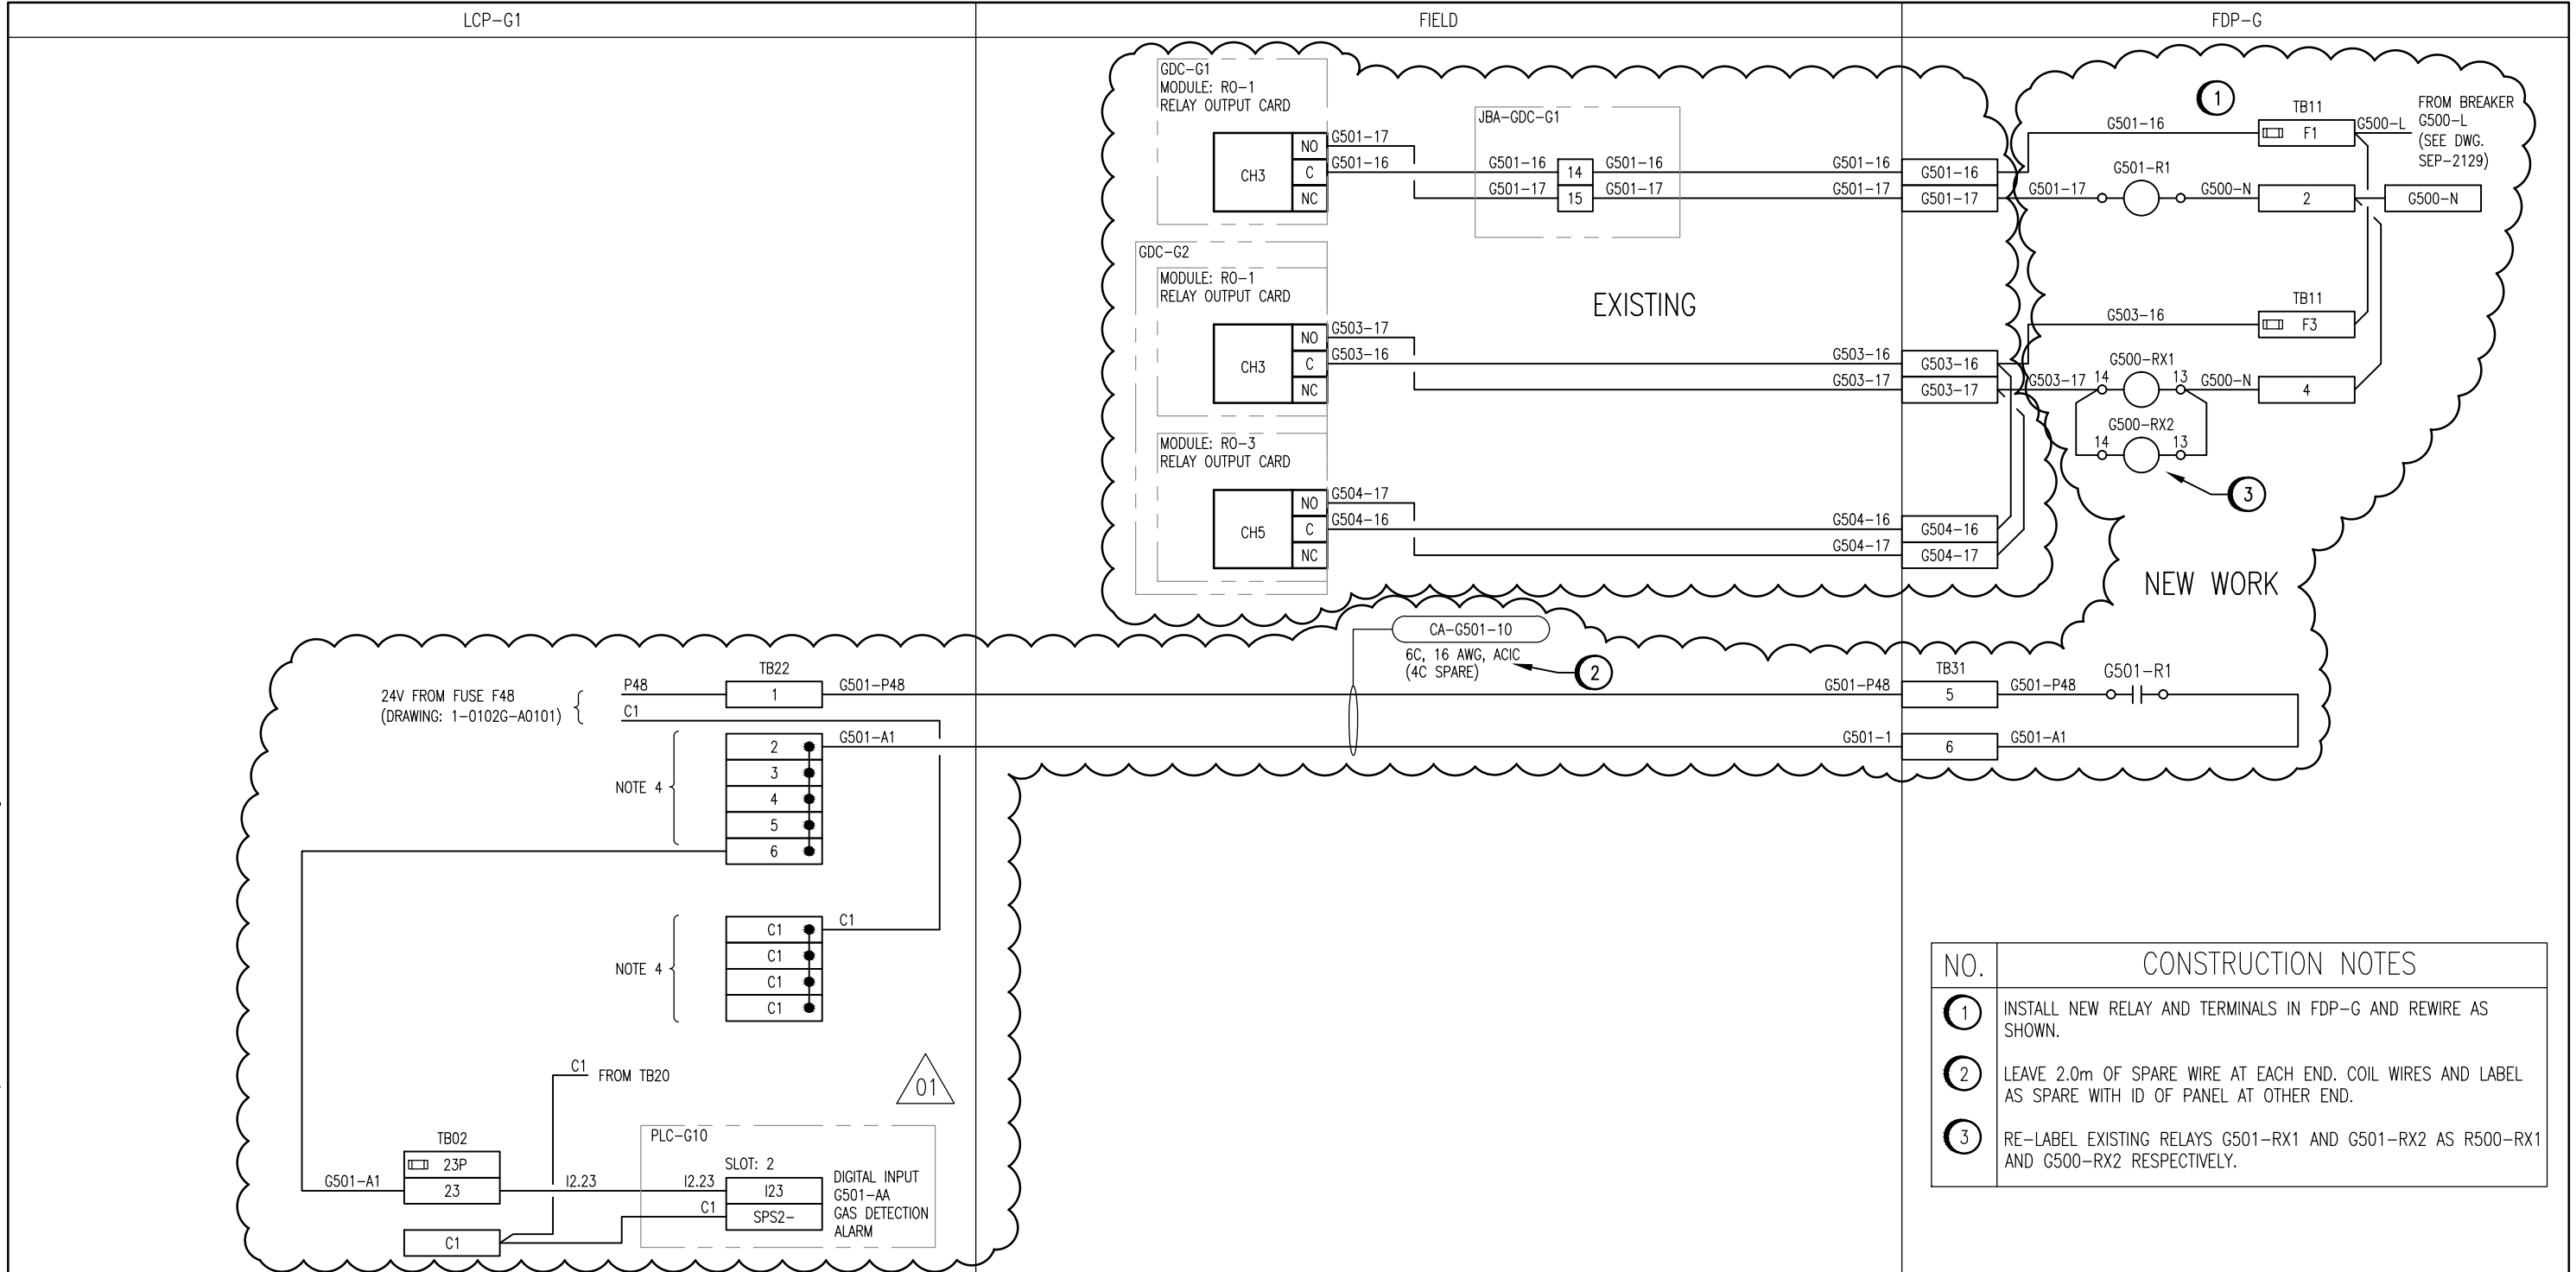 LCP-G1
FIELD
FDP-G
GDC-G1
MODULE: RO-1
RELAY OUTPUT CARD
CH3
NO
C
NC
G501-17
G501-16
JBA-GDC-G1
G501-16
14
G501-16
G501-17
15
G501-17
G501-16
G501-16
G501-17
G501-17
1
G501-16
TB11
F1
G500-L
FROM BREAKER
G500-L
(SEE DWG.
SEP-2129)
G501-17
G501-R1
G500-N
2
G500-N
GDC-G2
MODULE: RO-1
RELAY OUTPUT CARD
CH3
NO
C
NC
G503-17
G503-16
EXISTING
G503-16
G503-16
G503-17
G503-17
G503-16
TB11
F3
G503-17
14
G500-RX1
13
G500-N
4
14
G500-RX2
13
3
MODULE: RO-3
RELAY OUTPUT CARD
CH5
NO
C
NC
G504-17
G504-16
G504-16
G504-16
G504-17
G504-17
NEW WORK
CA-G501-10
6C, 16 AWG, ACIC
(4C SPARE)
2
24V FROM FUSE F48
(DRAWING: 1-0102G-A0101)
P48
C1
TB22
1
G501-P48
G501-P48
TB31
5
G501-P48
G501-R1
NOTE 4
2
3
4
5
6
G501-A1
G501-1
6
G501-A1
NOTE 4
C1
C1
C1
C1
C1
C1
FROM TB20
01
TB02
23P
G501-A1
23
I2.23
C1
PLC-G10
SLOT: 2
I2.23
I23
C1
SPS2-
DIGITAL INPUT
G501-AA
GAS DETECTION
ALARM
NO.
CONSTRUCTION NOTES
1
INSTALL NEW RELAY AND TERMINALS IN FDP-G AND REWIRE AS
SHOWN.
2
LEAVE 2.0m OF SPARE WIRE AT EACH END. COIL WIRES AND LABEL
AS SPARE WITH ID OF PANEL AT OTHER END.
3
RE-LABEL EXISTING RELAYS G501-RX1 AND G501-RX2 AS R500-RX1
AND G500-RX2 RESPECTIVELY.